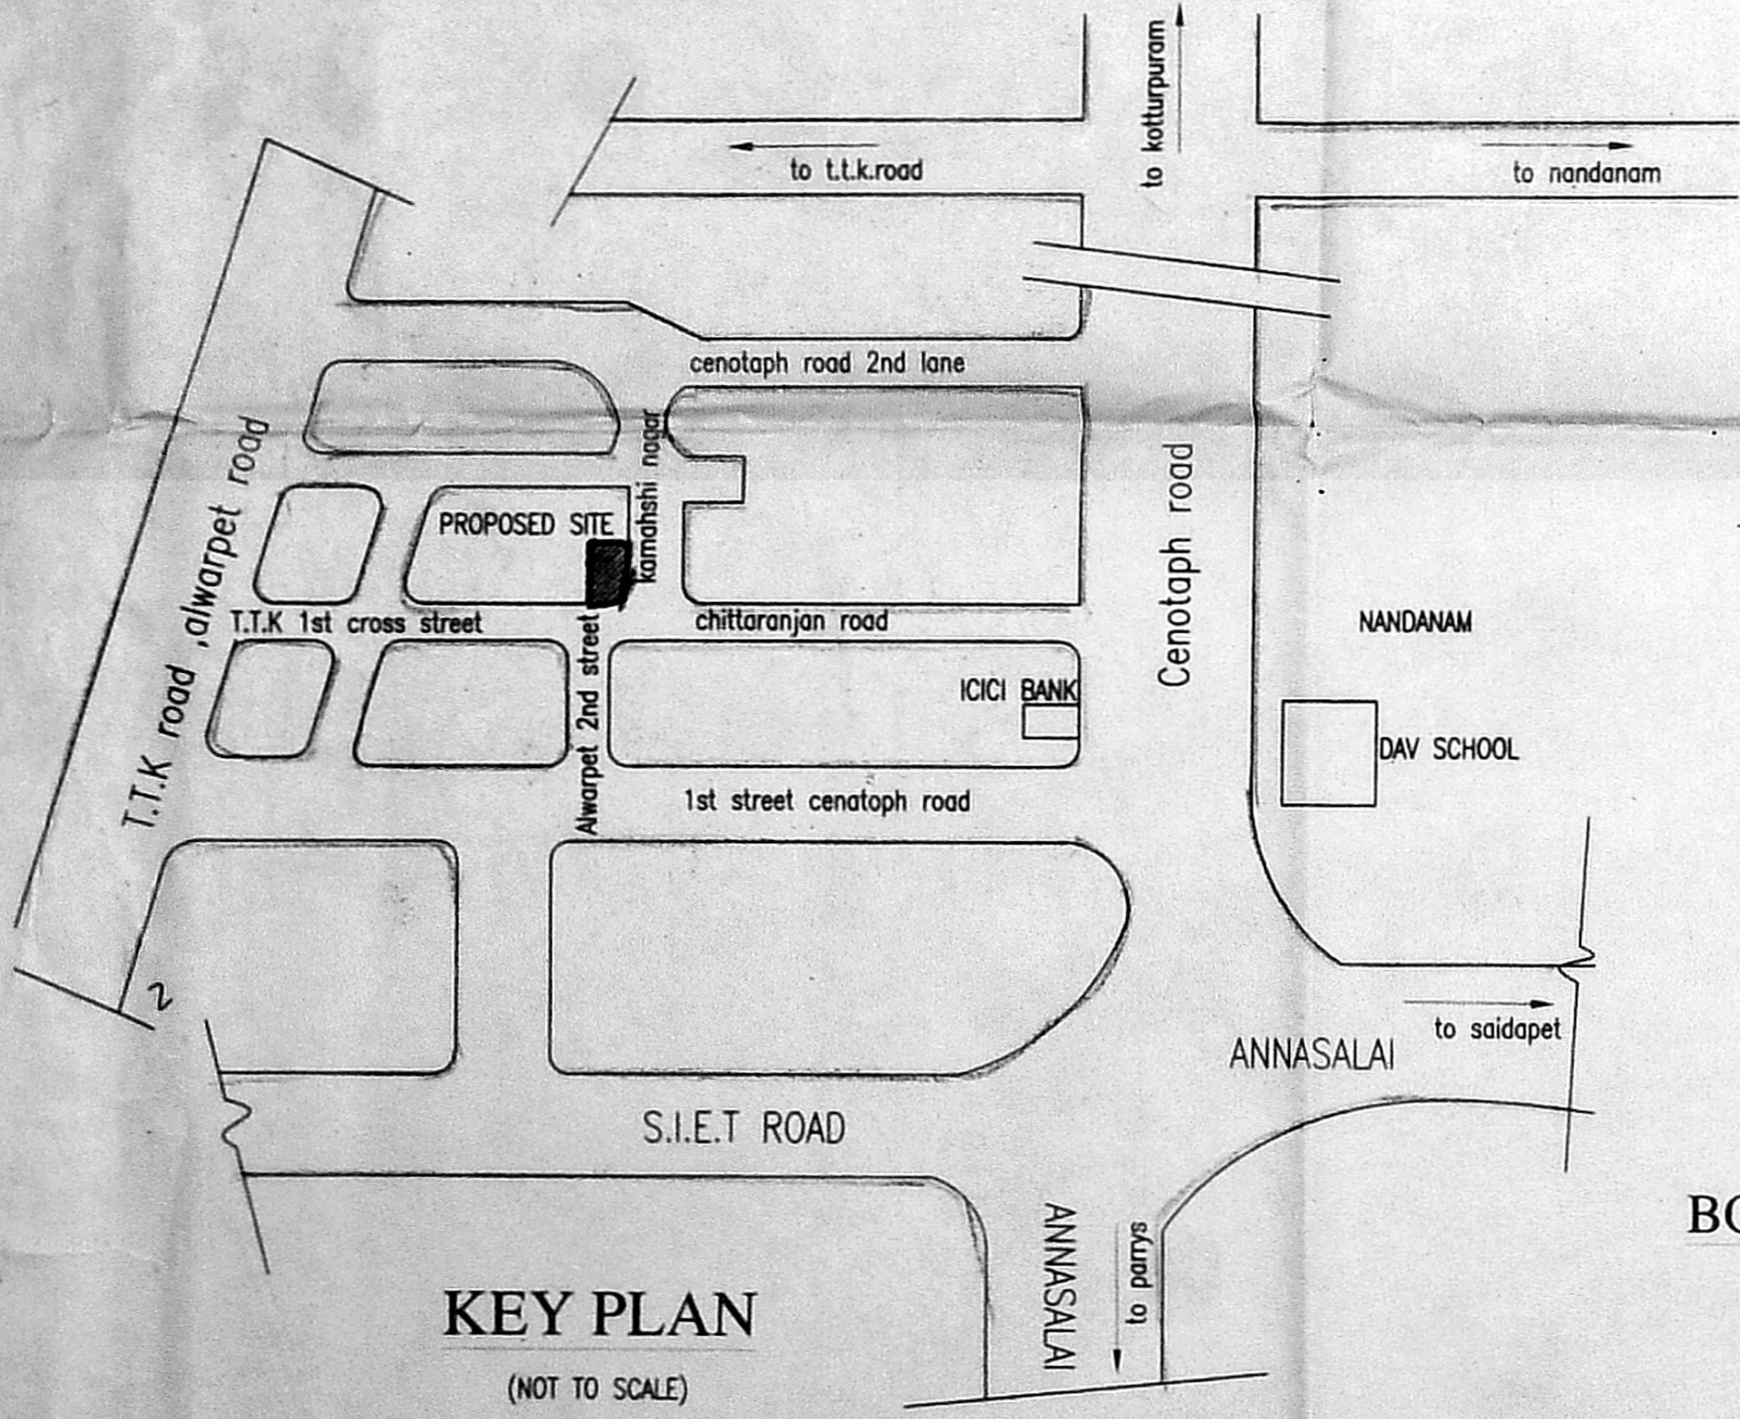 to kotturpuram
to t.t.k.road
to nandanam
cenotaph road 2nd lane
T.T.K road ,alwarpet road
kamahshi nagar
Cenotaph road
PROPOSED SITE
T.T.K 1st cross street
chittaranjan road
NANDANAM
Alwarpet 2nd street
ICICI BANK
DAV SCHOOL
1st street cenatoph road
2
to saidapet
ANNASALAI
S.I.E.T ROAD
ANNASALAI
to parrys
KEY PLAN
(NOT TO SCALE)